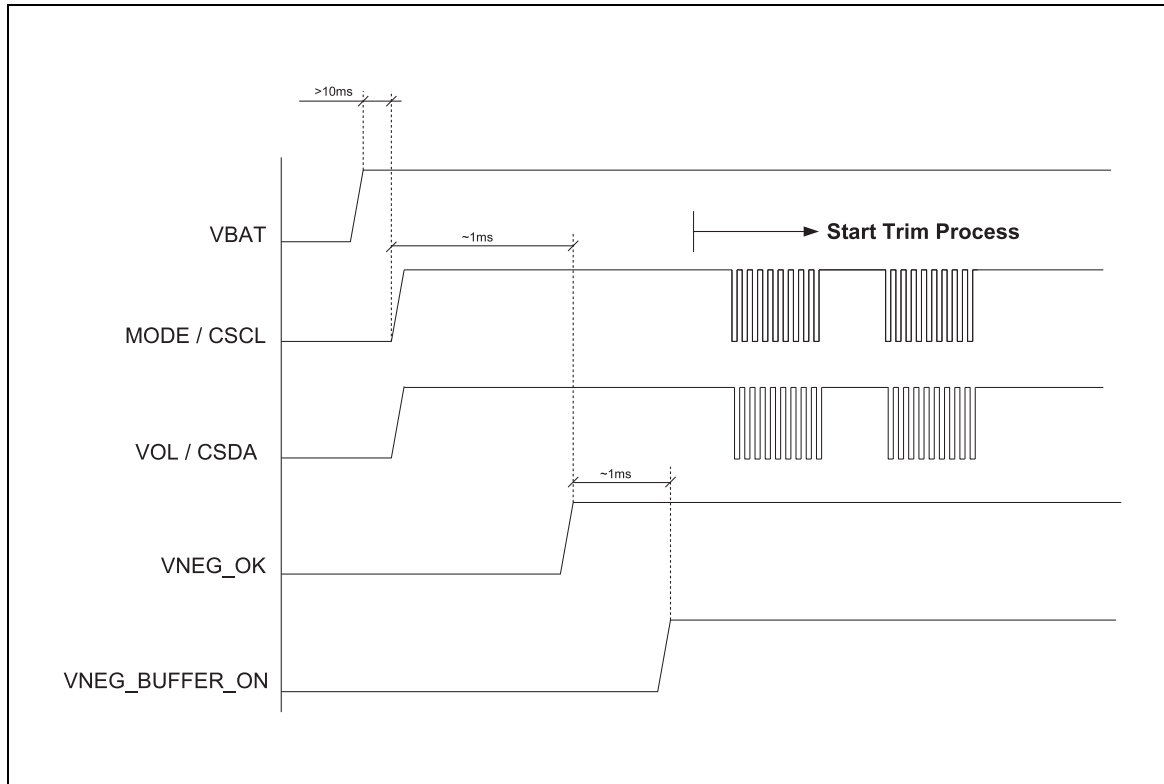 >10ms
VBAT
Start Trim Process
~1ms
MODE / CSCL
VOL / CSDA
~1ms
VNEG_OK
VNEG_BUFFER_ON